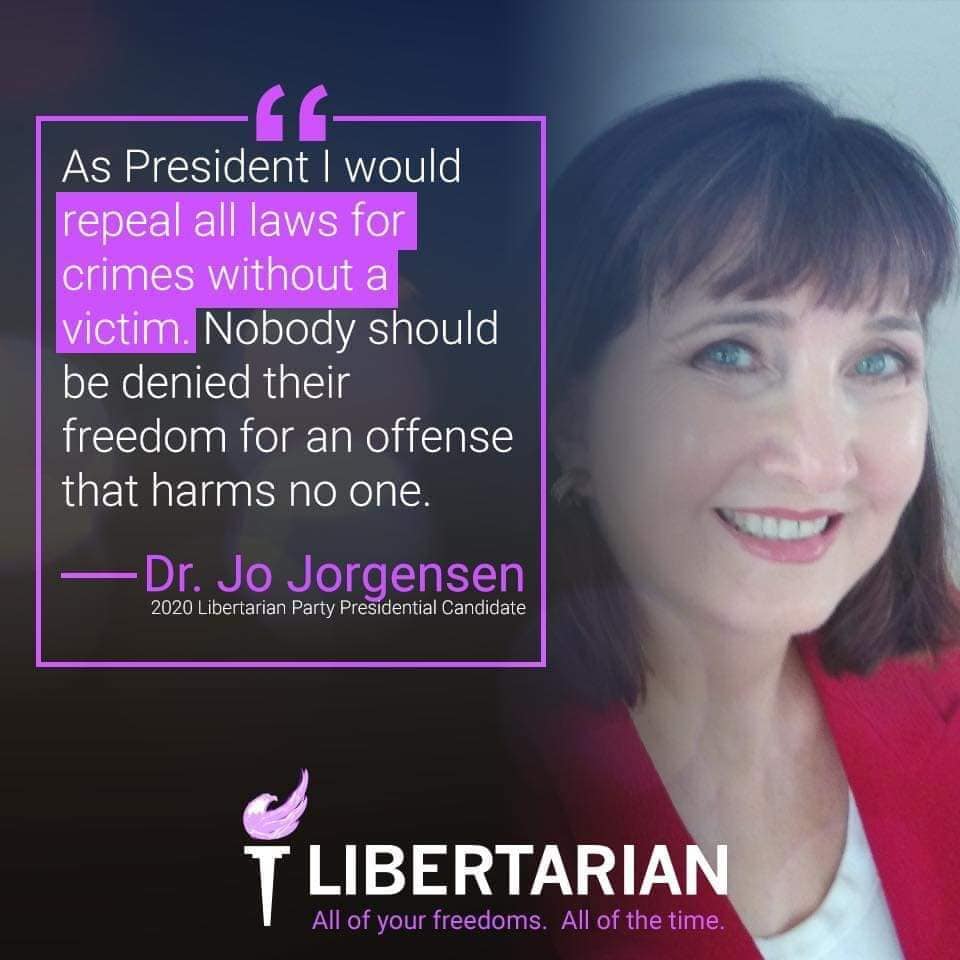 As President I would
repeal all laws for
crimes without a
victim. Nobody should
be denied their
freedom for an offense
that harms no one.
— Dr. Jo Jorgensen
2020 Libertarian Party Presidential Candidate
LIBERTARIAN
All of your freedoms. All of the time.